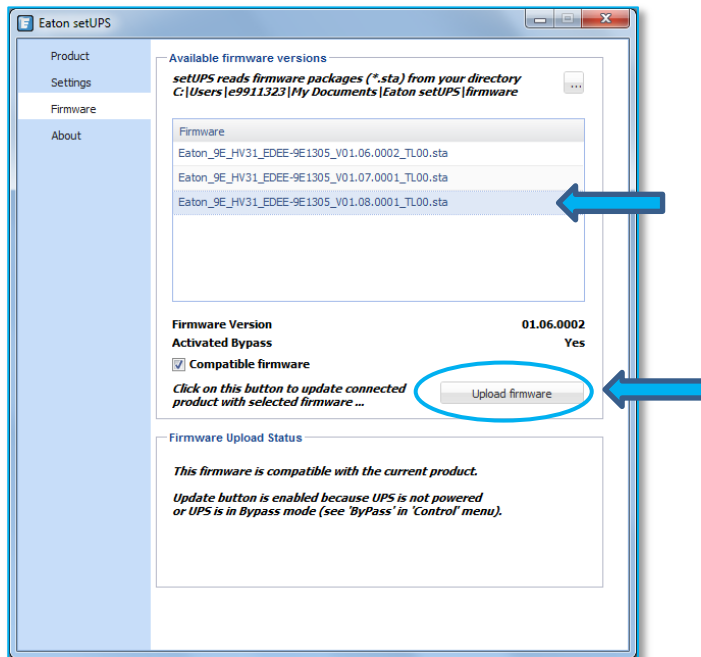 Eaton setUPS
Product
Settings
Firmware
About
Available firmware versions
setUPS reads firmware packages (*.sta) from your directory
C:|Users|e9911323|My Documents|Eaton setUPS|firmware
...
Firmware
Eaton_9E_HV31_EDEE-9E1305_V01.06.0002_TL00.sta
Eaton_9E_HV31_EDEE-9E1305_V01.07.0001_TL00.sta
Eaton_9E_HV31_EDEE-9E1305_V01.08.0001_TL00.sta
Firmware Version 01.06.0002
Activated Bypass Yes
Compatible firmware
Click on this button to update connected
product with selected firmware ...
Upload firmware
Firmware Upload Status
This firmware is compatible with the current product.
Update button is enabled because UPS is not powered
or UPS is in Bypass mode (see 'ByPass' in 'Control' menu).